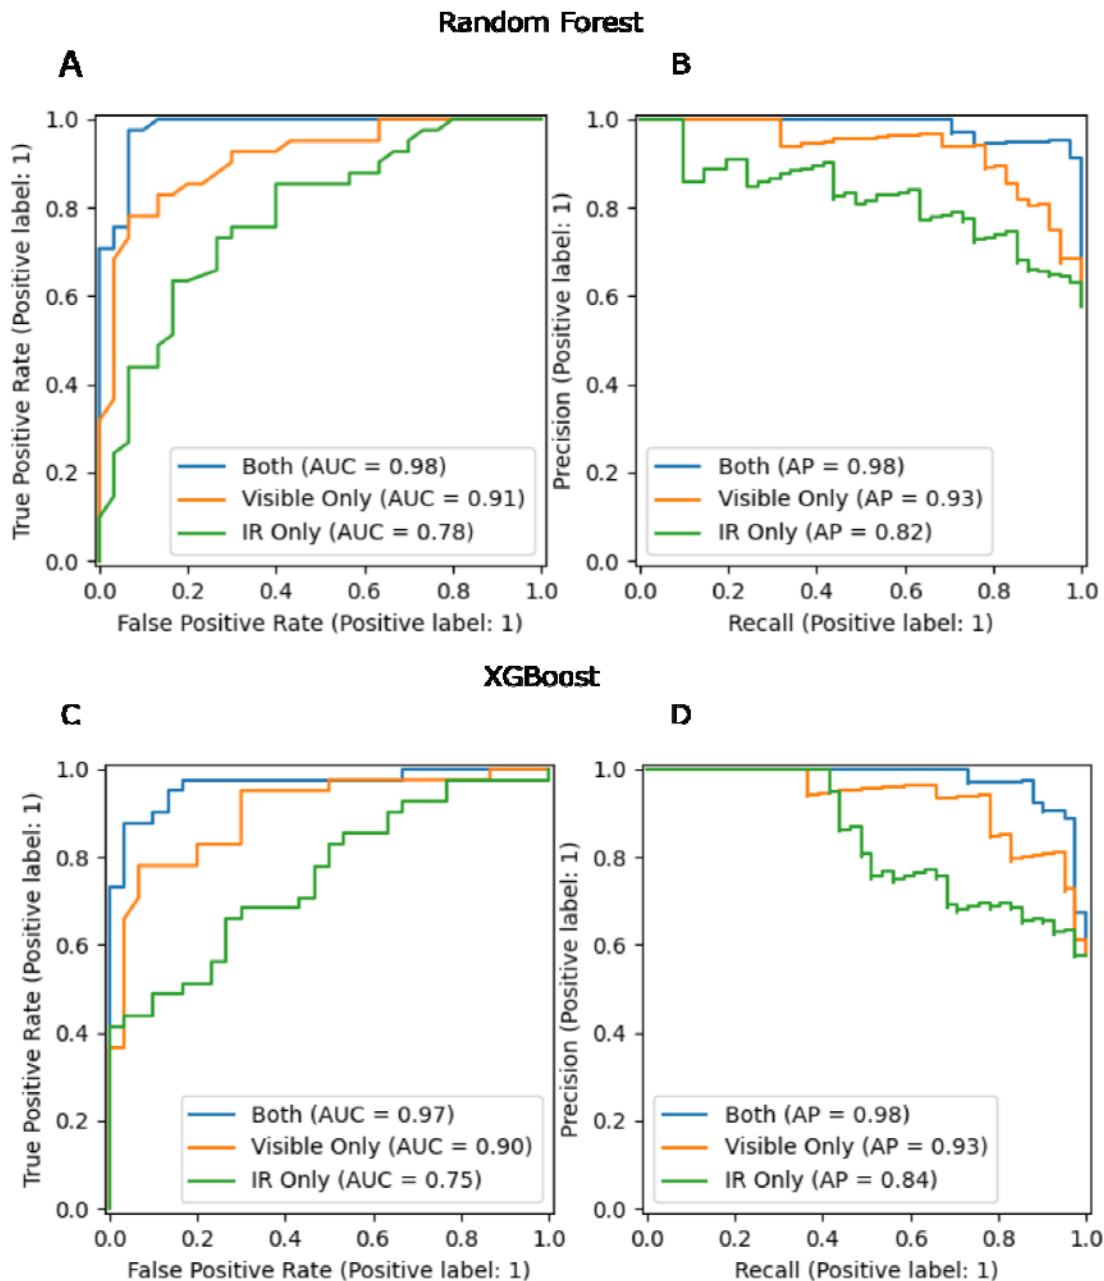 Random Forest
A
B
True Positive Rate (Positive label: 1)
1.0
0.8
0.6
0.4
0.2
0.0
Both (AUC = 0.98)
Visible Only (AUC = 0.91)
IR Only (AUC = 0.78)
0.0 0.2 0.4 0.6 0.8 1.0
False Positive Rate (Positive label: 1)
Precision (Positive label: 1)
1.0
0.8
0.6
0.4
0.2
0.0
Both (AP = 0.98)
Visible Only (AP = 0.93)
IR Only (AP = 0.82)
0.0 0.2 0.4 0.6 0.8 1.0
Recall (Positive label: 1)
XGBoost
C
D
True Positive Rate (Positive label: 1)
1.0
0.8
0.6
0.4
0.2
0.0
Both (AUC = 0.97)
Visible Only (AUC = 0.90)
IR Only (AUC = 0.75)
0.0 0.2 0.4 0.6 0.8 1.0
False Positive Rate (Positive label: 1)
Precision (Positive label: 1)
1.0
0.8
0.6
0.4
0.2
0.0
Both (AP = 0.98)
Visible Only (AP = 0.93)
IR Only (AP = 0.84)
0.0 0.2 0.4 0.6 0.8 1.0
Recall (Positive label: 1)